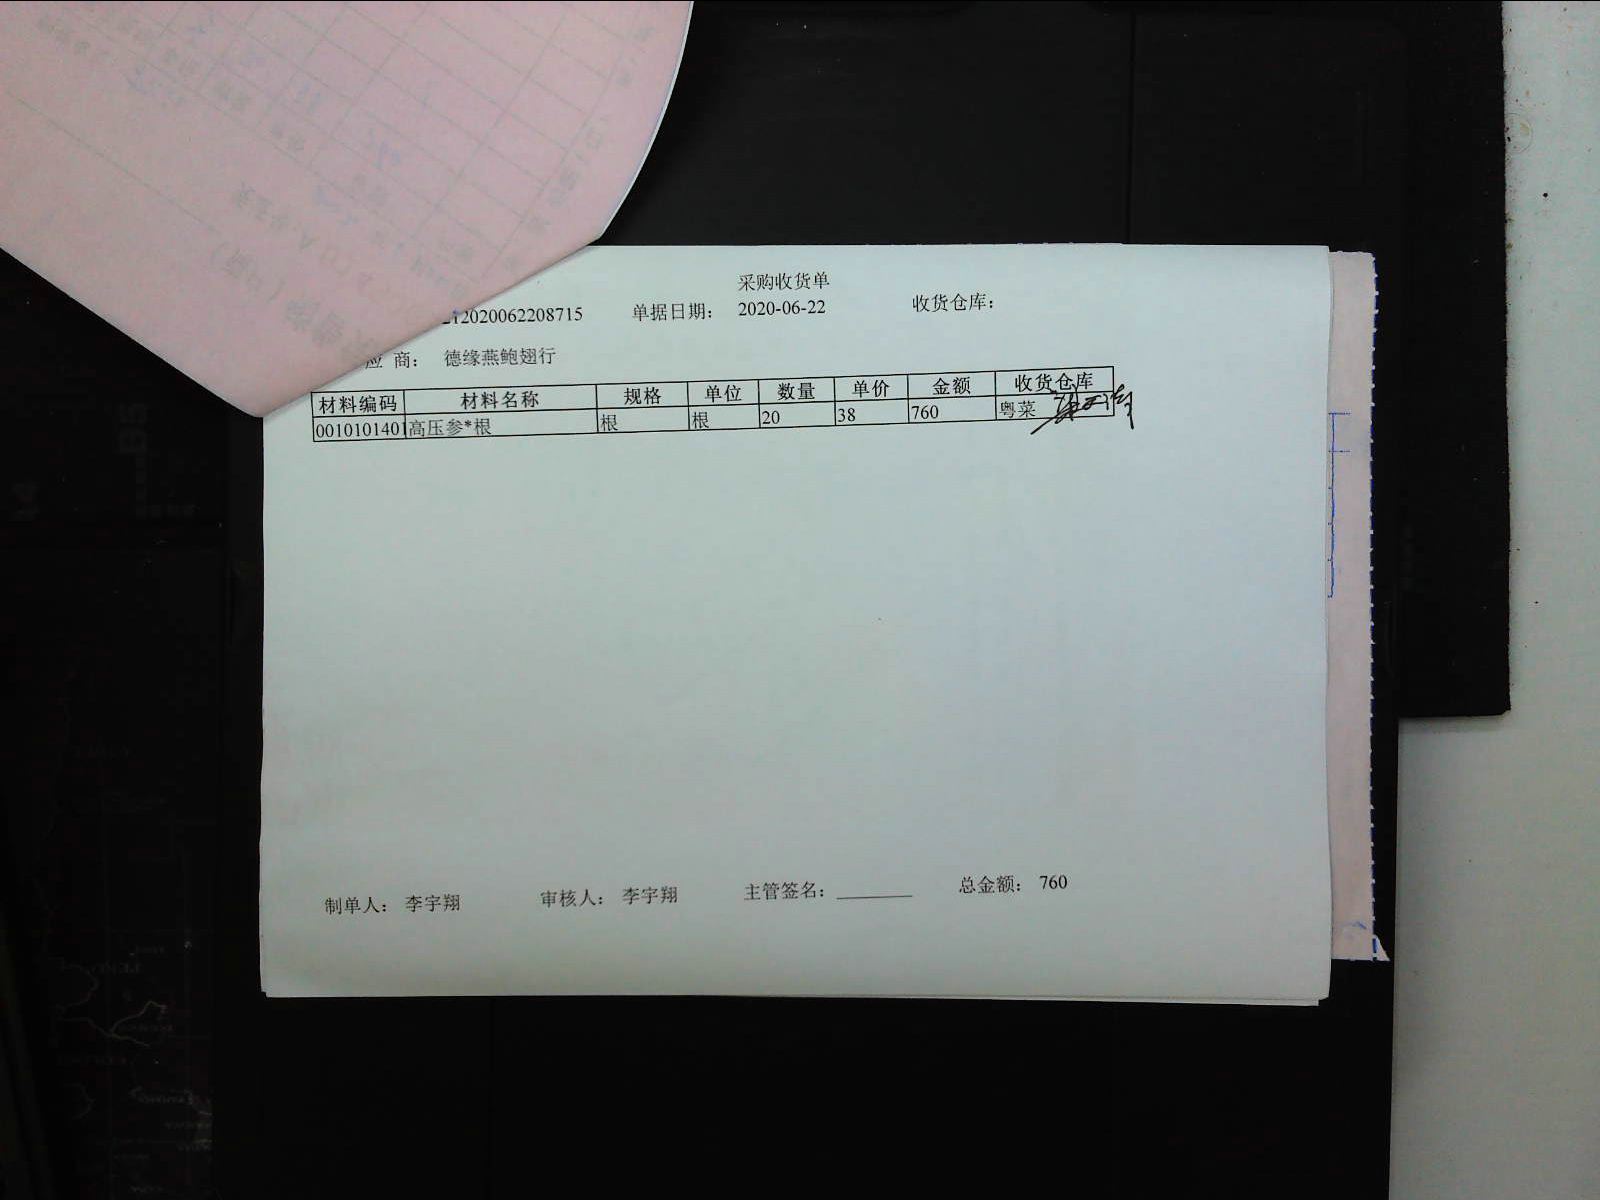 采购收货单
212020062208715 单据日期： 2020-06-22 收货仓库：
应 商： 德缘燕鲍翅行
材料编码 材料名称 规格 单位 数量 单价 金额 收货仓库
0010101401 高压参*根 根 根 20 38 760 粤菜
制单人： 李宇翔 审核人： 李宇翔 主管签名： 总金额： 760